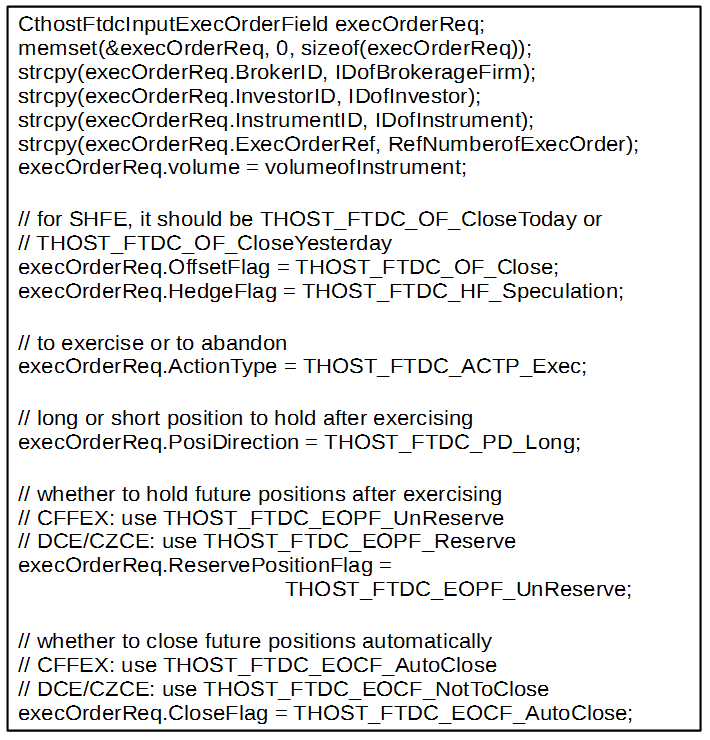 CthostFtdcInputExecOrderField execOrderReq;
memset(&execOrderReq, 0, sizeof(execOrderReq));
strcpy(execOrderReq.BrokerID, IDofBrokerageFirm);
strcpy(execOrderReq.InvestorID, IDofInvestor);
strcpy(execOrderReq.InstrumentID, IDofInstrument);
strcpy(execOrderReq.ExecOrderRef, RefNumberofExecOrder);
execOrderReq.volume = volumeofInstrument;
// for SHFE, it should be THOST_FTDC_OF_CloseToday or
// THOST_FTDC_OF_CloseYesterday
execOrderReq.OffsetFlag = THOST_FTDC_OF_Close;
execOrderReq.HedgeFlag = THOST_FTDC_HF_Speculation;
// to exercise or to abandon
execOrderReq.ActionType = THOST_FTDC_ACTP_Exec;
// long or short position to hold after exercising
execOrderReq.PosiDirection = THOST_FTDC_PD_Long;
// whether to hold future positions after exercising
// CFFEX: use THOST_FTDC_EOPF_UnReserve
// DCE/CZCE: use THOST_FTDC_EOPF_Reserve
execOrderReq.ReservePositionFlag =
THOST_FTDC_EOPF_UnReserve;
// whether to close future positions automatically
// CFFEX: use THOST_FTDC_EOCF_AutoClose
// DCE/CZCE: use THOST_FTDC_EOCF_NotToClose
execOrderReq.CloseFlag = THOST_FTDC_EOCF_AutoClose;